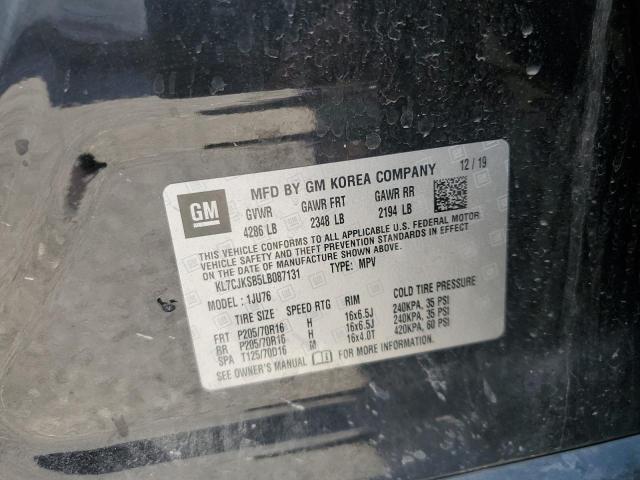 MFD BY GM KOREA COMPANY 12/19
GM
GVWR GAWR FRT GAWR RR
4286 LB 2348 LB 2194 LB
THIS VEHICLE CONFORMS TO ALL APPLICABLE U.S. FEDERAL MOTOR
VEHICLE SAFETY AND THEFT PREVENTION STANDARDS IN EFFECT
ON THE DATE OF MANUFACTURE SHOWN ABOVE.
KL7CJKSB5LB087131 TYPE: MPV
MODEL: 1JU76
TIRE SIZE SPEED RTG RIM COLD TIRE PRESSURE
FRT P205/70R16 H 16x6.5J 240KPA, 35 PSI
RR P205/70R16 H 16x6.5J 240KPA, 35 PSI
SPA T125/70D16 M 16x4.0T 420KPA, 60 PSI
SEE OWNER'S MANUAL FOR MORE INFORMATION.